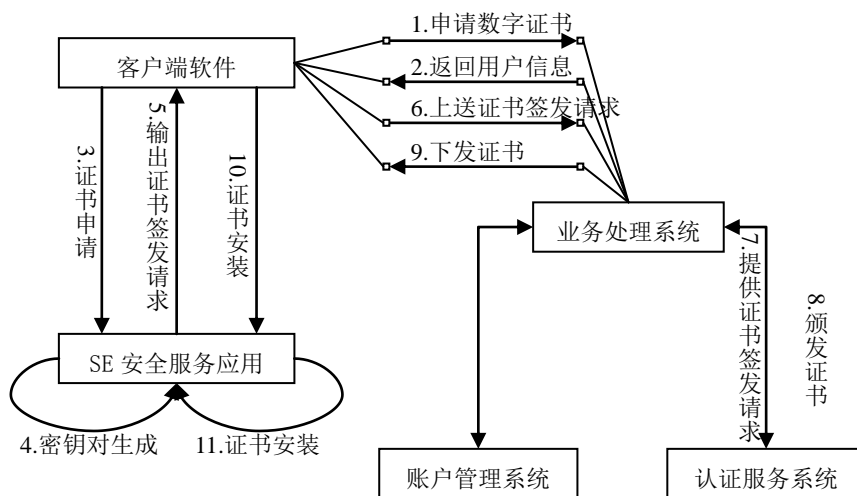 1.申请数字证书
客户端软件
2.返回用户信息
6.上送证书签发请求
9.下发证书
3.证书申请
5.输出证书签发请求
10.证书安装
业务处理系统
7.提供证书签发请求
8.颁发证书
SE 安全服务应用
4.密钥对生成
11.证书安装
账户管理系统
认证服务系统